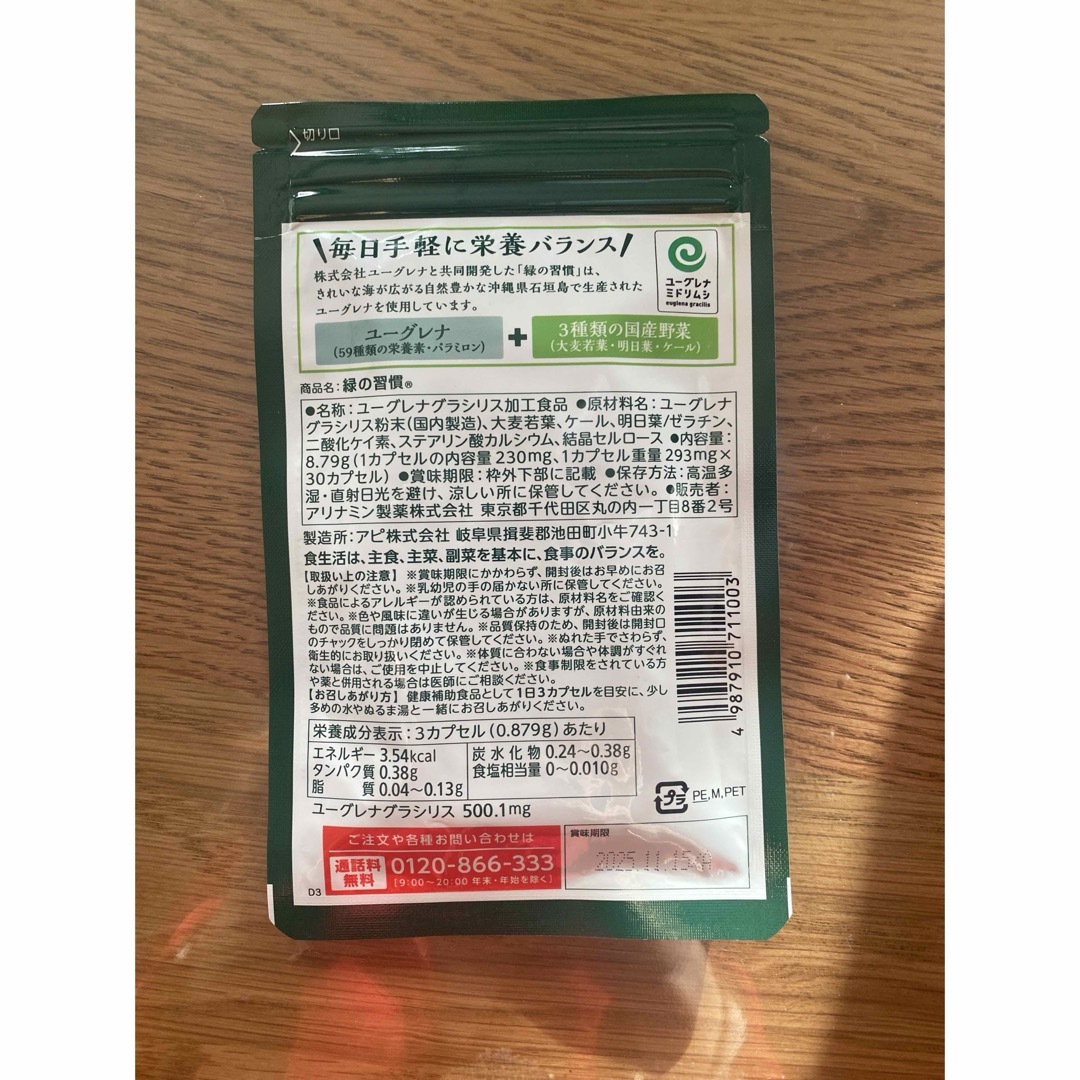 切り口
\毎日手軽に栄養バランス/
株式会社ユーグレナと共同開発した「緑の習慣」は、
きれいな海が広がる自然豊かな沖縄県石垣島で生産された
ユーグレナを使用しています。
ユーグレナ
ミドリムシ
euglena gracilis
ユーグレナ
(59種類の栄養素・パラミロン)
+
3種類の国産野菜
(大麦若葉・明日葉・ケール)
商品名:緑の習慣®
●名称:ユーグレナグラシリス加工食品 ●原材料名:ユーグレナ
グラシリス粉末(国内製造)、大麦若葉、ケール、明日葉/ゼラチン、
二酸化ケイ素、ステアリン酸カルシウム、結晶セルロース ●内容量:
8.79g(1カプセルの内容量 230mg、1カプセル重量 293mg×
30カプセル) ●賞味期限:枠外下部に記載 ●保存方法:高温多
湿・直射日光を避け、涼しい所に保管してください。●販売者:
アリナミン製薬株式会社 東京都千代田区丸の内一丁目8番2号
製造所:アピ株式会社 岐阜県揖斐郡池田町小牛743-1
食生活は、主食、主菜、副菜を基本に、食事のバランスを。
【取扱い上の注意】 ※賞味期限にかかわらず、開封後はお早めにお召
しあがりください。※乳幼児の手の届かない所に保管してください。
※食品によるアレルギーが認められている方は、原材料名をご確認くだ
さい。※色や風味に違いが生じる場合がありますが、原材料由来の
もので品質に問題はありません。※品質保持のため、開封後は開封口
のチャックをしっかり閉めて保管してください。※ぬれた手でさわらず、
衛生的にお取り扱いください。※体質に合わない場合や体調がすぐれ
ない場合は、ご使用を中止してください。※食事制限をされている方
や薬と併用される場合は医師にご相談ください。
【お召しあがり方】 健康補助食品として1日3カプセルを目安に、少し
多めの水やぬるま湯と一緒にお召しあがりください。
4 987910 711003
栄養成分表示:3カプセル(0.879g)あたり
エネルギー 3.54kcal
タンパク質 0.38g
脂 質 0.04〜0.13g
炭水化物 0.24〜0.38g
食塩相当量 0〜0.010g
ユーグレナグラシリス 500.1mg
プラ
PE,M,PET
ご注文や各種お問い合わせは
通話料
無料
0120-866-333
[9:00〜20:00 年末・年始を除く]
賞味期限
2025.11.15
D3